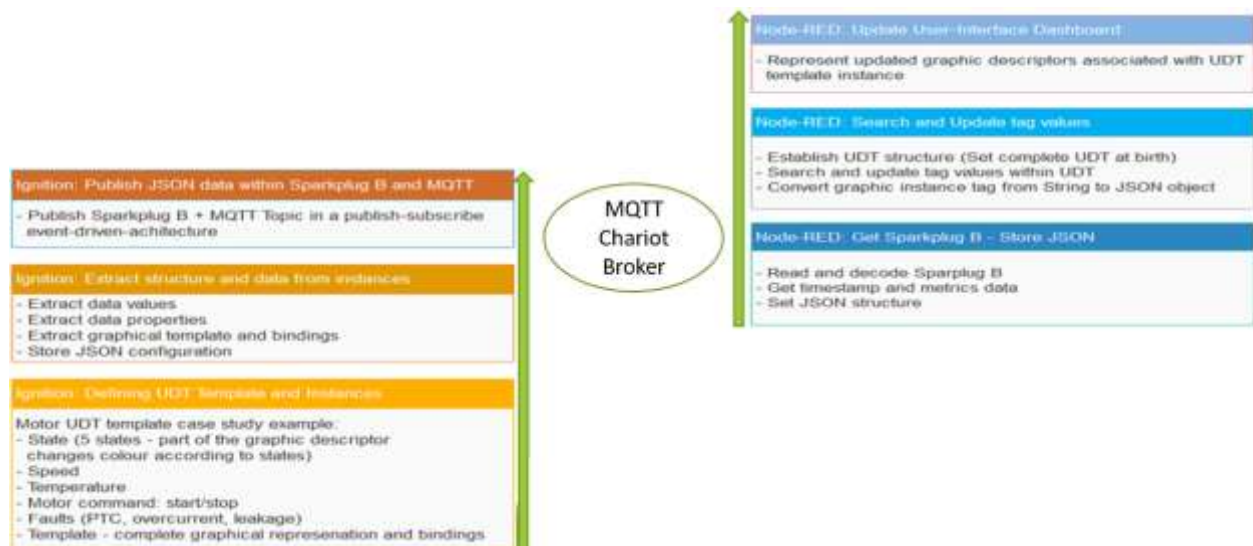 Ignition: Publish JSON data within Sparkplug B and MQTT
- Publish Sparkplug B + MQTT Topic in a publish-subscribe
event-driven-achitecture
Ignition: Extract structure and data from instances
- Extract data values
- Extract data properties
- Extract graphical template and bindings
- Store JSON configuration
Ignition: Defining UDT Template and Instances
Motor UDT template case study example:
- State (5 states - part of the graphic descriptor
changes colour according to states)
- Speed
- Temperature
- Motor command: start/stop
- Faults (PTC, overcurrent, leakage)
- Template - complete graphical represenation and bindings
MQTT
Chariot
Broker
Node-RED: Update User-Interface Dashboard
- Represent updated graphic descriptors associated with UDT
template instance
Node-RED: Search and Update tag values
- Establish UDT structure (Set complete UDT at birth)
- Search and update tag values within UDT
- Convert graphic instance tag from String to JSON object
Node-RED: Get Sparkplug B - Store JSON
- Read and decode Sparplug B
- Get timestamp and metrics data
- Set JSON structure